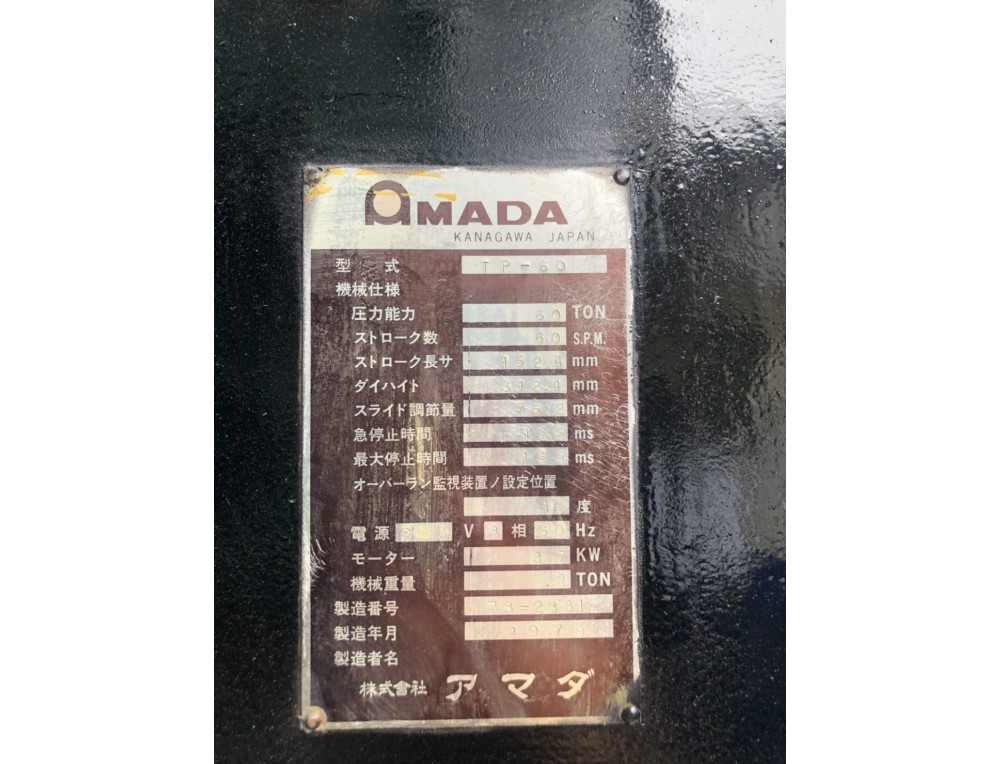 AMADA
KANAGAWA JAPAN
型式 TP-60
機械仕様
圧力能力 60 TON
ストローク数 60 S.P.M.
ストローク長サ 152.4 mm
ダイハイト mm
スライド調節量 mm
急停止時間 ms
最大停止時間 ms
オーバーラン監視装置ノ設定位置
度
電源 V 相 Hz
モーター 3.7 KW
機械重量 TON
製造番号
製造年月
製造者名
株式會社 アマダ